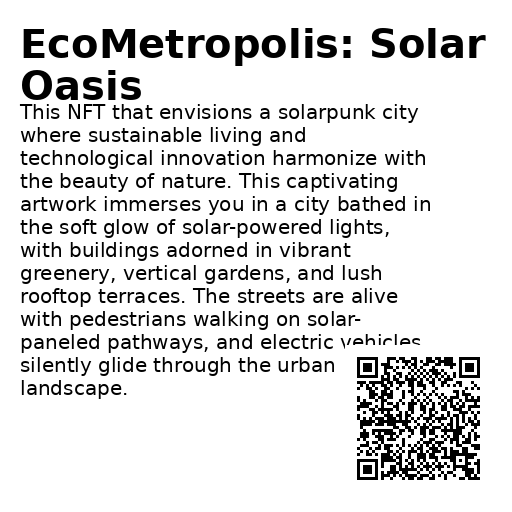 EcoMetropolis: Solar
Oasis
This NFT that envisions a solarpunk city
where sustainable living and
technological innovation harmonize with
the beauty of nature. This captivating
artwork immerses you in a city bathed in
the soft glow of solar-powered lights,
with buildings adorned in vibrant
greenery, vertical gardens, and lush
rooftop terraces. The streets are alive
with pedestrians walking on solar-
paneled pathways, and electric vehicles
silently glide through the urban
landscape.